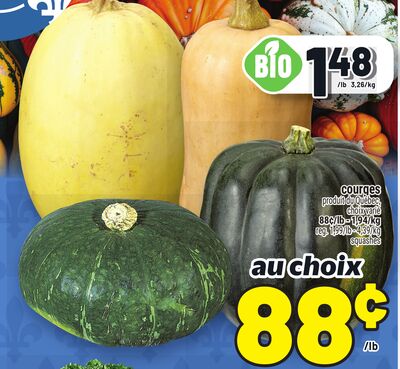 BIO
1.48
/lb 3,26/kg
courges
produit du Québec,
choix varié
88¢/lb - 1,94/kg
reg. 1,99/lb - 4,39/kg
squashes
au choix
88¢
/lb